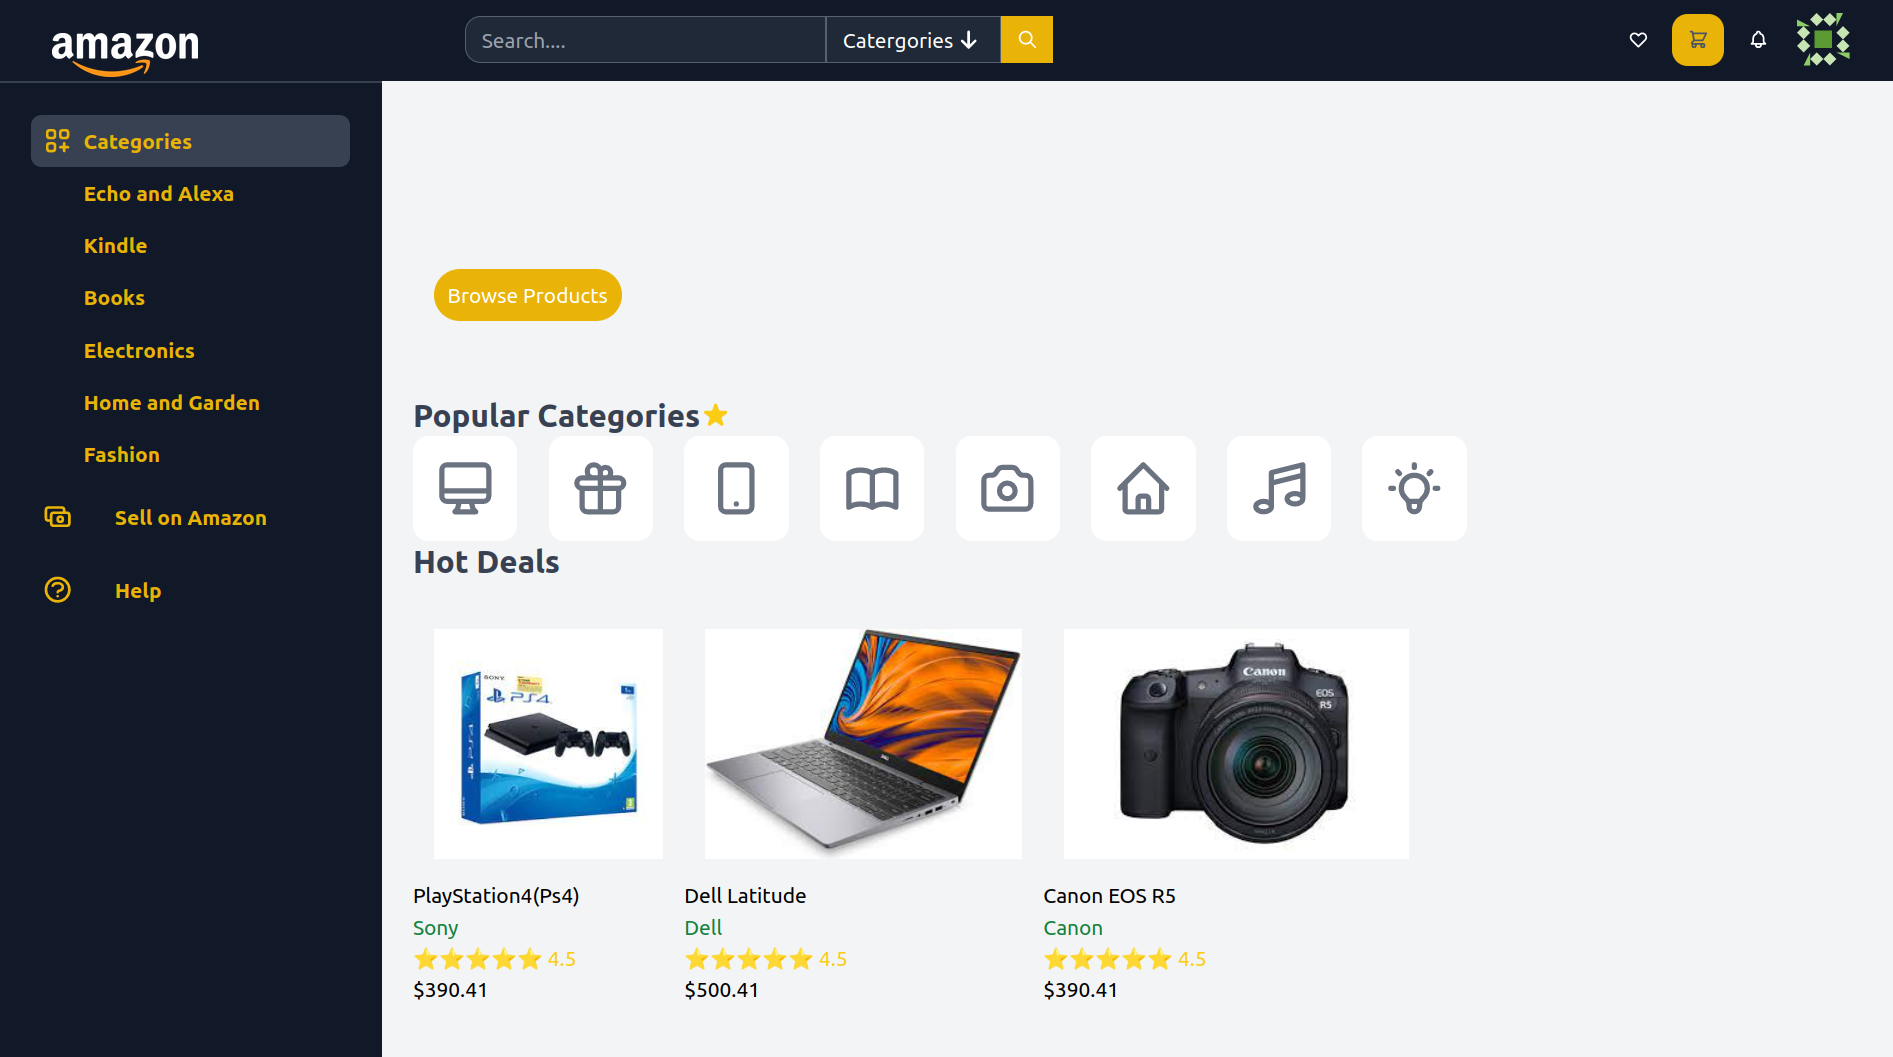 amazon
Search....
Catergories
Categories
Echo and Alexa
Kindle
Books
Electronics
Home and Garden
Fashion
Sell on Amazon
Help
Browse Products
Popular Categories
Hot Deals
SONY
PS4
PS4
Canon
EOS
R5
PlayStation4(Ps4)
Sony
4.5
$390.41
Dell Latitude
Dell
4.5
$500.41
Canon EOS R5
Canon
4.5
$390.41